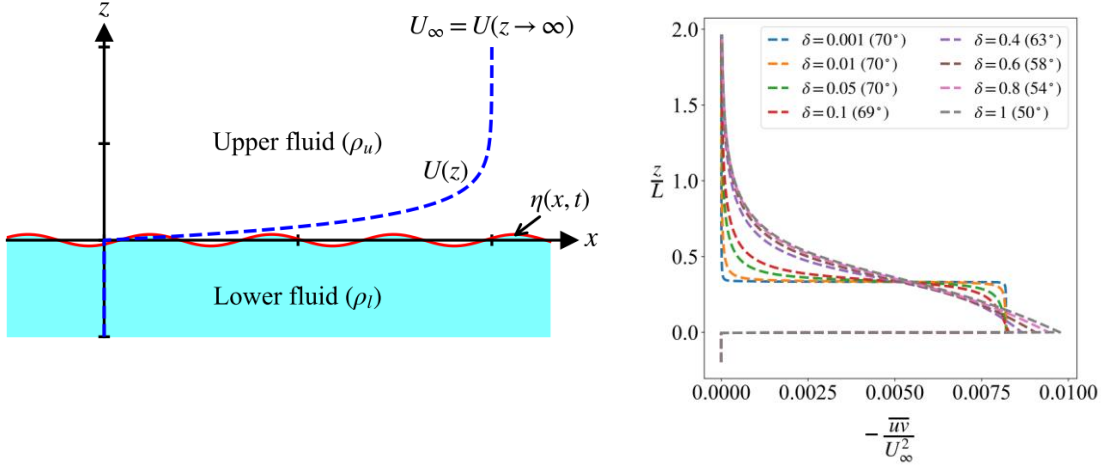 z
U∞ = U(z → ∞)
Upper fluid (ρu)
U(z)
η(x, t)
x
Lower fluid (ρl)
z/L
2.0
1.5
1.0
0.5
0.0
δ = 0.001 (70°)
δ = 0.01 (70°)
δ = 0.05 (70°)
δ = 0.1 (69°)
δ = 0.4 (63°)
δ = 0.6 (58°)
δ = 0.8 (54°)
δ = 1 (50°)
0.0000 0.0025 0.0050 0.0075 0.0100
− u̅v̅/U∞²